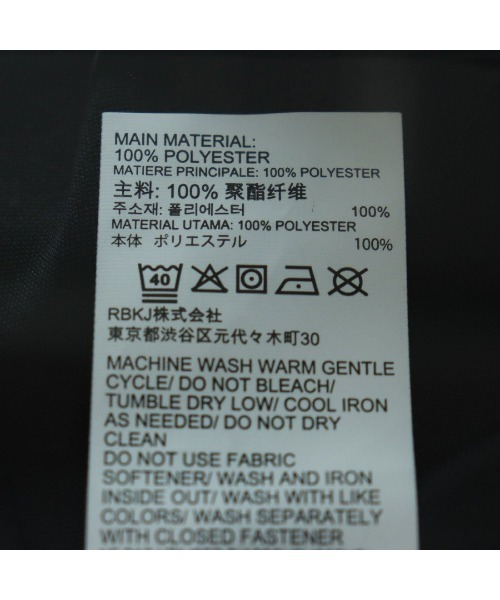 MAIN MATERIAL:
100% POLYESTER
MATIERE PRINCIPALE: 100% POLYESTER
主料: 100% 聚酯纤维
주소재: 폴리에스터 100%
MATERIAL UTAMA: 100% POLYESTER
本体 ポリエステル 100%
40
RBKJ株式会社
東京都渋谷区元代々木町30
MACHINE WASH WARM GENTLE
CYCLE/ DO NOT BLEACH/
TUMBLE DRY LOW/ COOL IRON
AS NEEDED/ DO NOT DRY
CLEAN
DO NOT USE FABRIC
SOFTENER/ WASH AND IRON
INSIDE OUT/ WASH WITH LIKE
COLORS/ WASH SEPARATELY
WITH CLOSED FASTENER